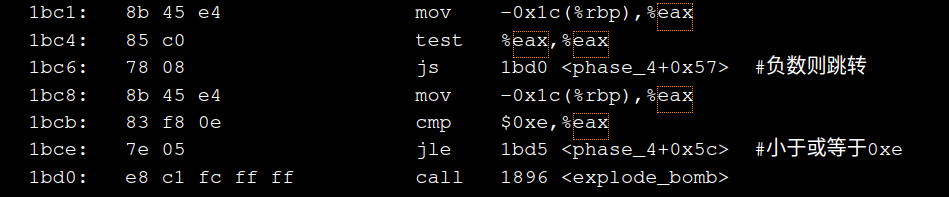 1bc1: 8b 45 e4 mov -0x1c(%rbp),%eax
1bc4: 85 c0 test %eax,%eax
1bc6: 78 08 js 1bd0 <phase_4+0x57> #负数则跳转
1bc8: 8b 45 e4 mov -0x1c(%rbp),%eax
1bcb: 83 f8 0e cmp $0xe,%eax
1bce: 7e 05 jle 1bd5 <phase_4+0x5c> #小于或等于0xe
1bd0: e8 c1 fc ff ff call 1896 <explode_bomb>